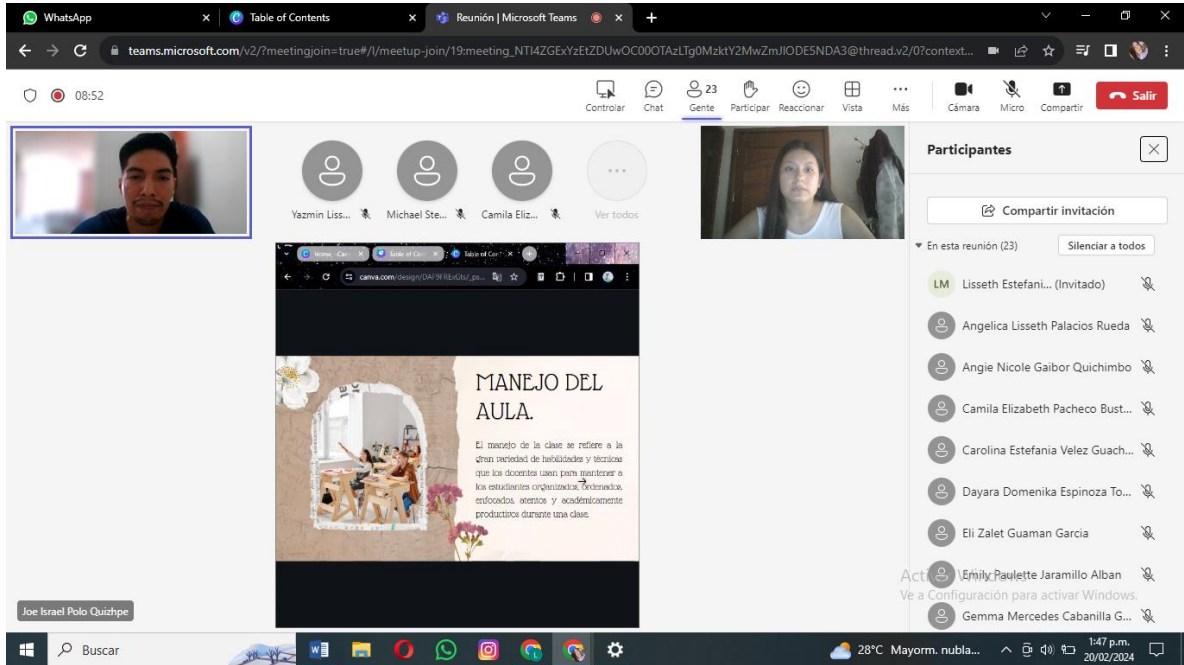 WhatsApp
Table of Contents
Reunión | Microsoft Teams
teams.microsoft.com/v2/?meetingjoin=true#/l/meetup-join/19:meeting_NTI4ZGExYzEtZDUwOC00OTAzLTg0MzktY2MwZmJlODE5NDA3@thread.v2/0?context...
08:52
Controlar
Chat
23
Gente
Participar
Reaccionar
Vista
Más
Cámara
Micro
Compartir
Salir
Yazmin Liss...
Michael Ste...
Camila Eliz...
Ver todos
Table of Con
canva.com/design/
MANEJO DEL
AULA.
El manejo de la clase se refiere a la
gran variedad de habilidades y técnicas
que los docentes usan para mantener a
los estudiantes organizados, ordenados,
enfocados, atentos y académicamente
productivos durante una clase.
Joe Israel Polo Quizhpe
Participantes
Compartir invitación
En esta reunión (23)
Silenciar a todos
LM
Lisseth Estefani... (Invitado)
Angelica Lisseth Palacios Rueda
Angie Nicole Gaibor Quichimbo
Camila Elizabeth Pacheco Bust...
Carolina Estefania Velez Guach...
Dayara Domenika Espinoza To...
Eli Zalet Guaman Garcia
Emily Paulette Jaramillo Alban
Gemma Mercedes Cabanilla G...
Ve a Configuración para activar Windows.
Buscar
28°C Mayorm. nubla...
1:47 p.m.
20/02/2024